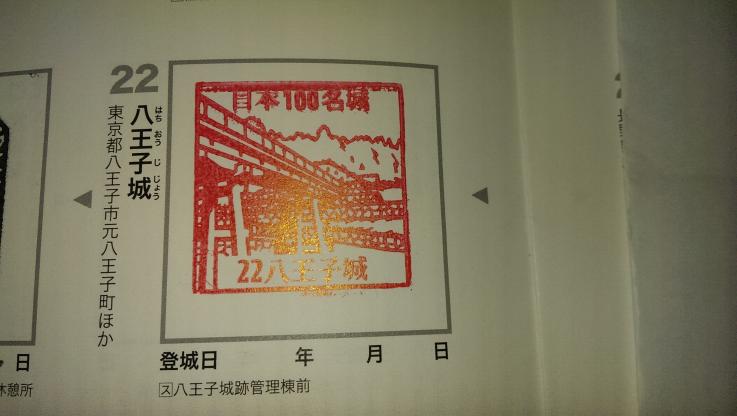 22
八王子城
はち おう じ じょう
東京都八王子市元八王子町ほか
日本100名城
22八王子城
登城日 年 月 日
ス八王子城跡管理棟前
日
休憩所